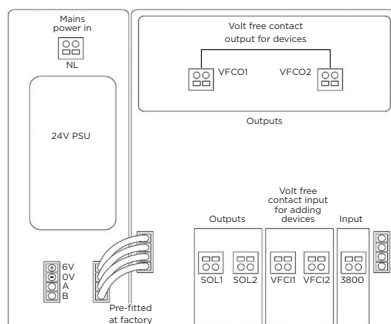 Mains
power in
NL
24V PSU
6V
0V
A
B
Pre-fitted
at factory
Volt free contact
output for devices
VFCO1
VFCO2
Outputs
Outputs
SOL1
SOL2
Volt free
contact input
for adding
devices
VFCI1
VFCI2
Input
3800